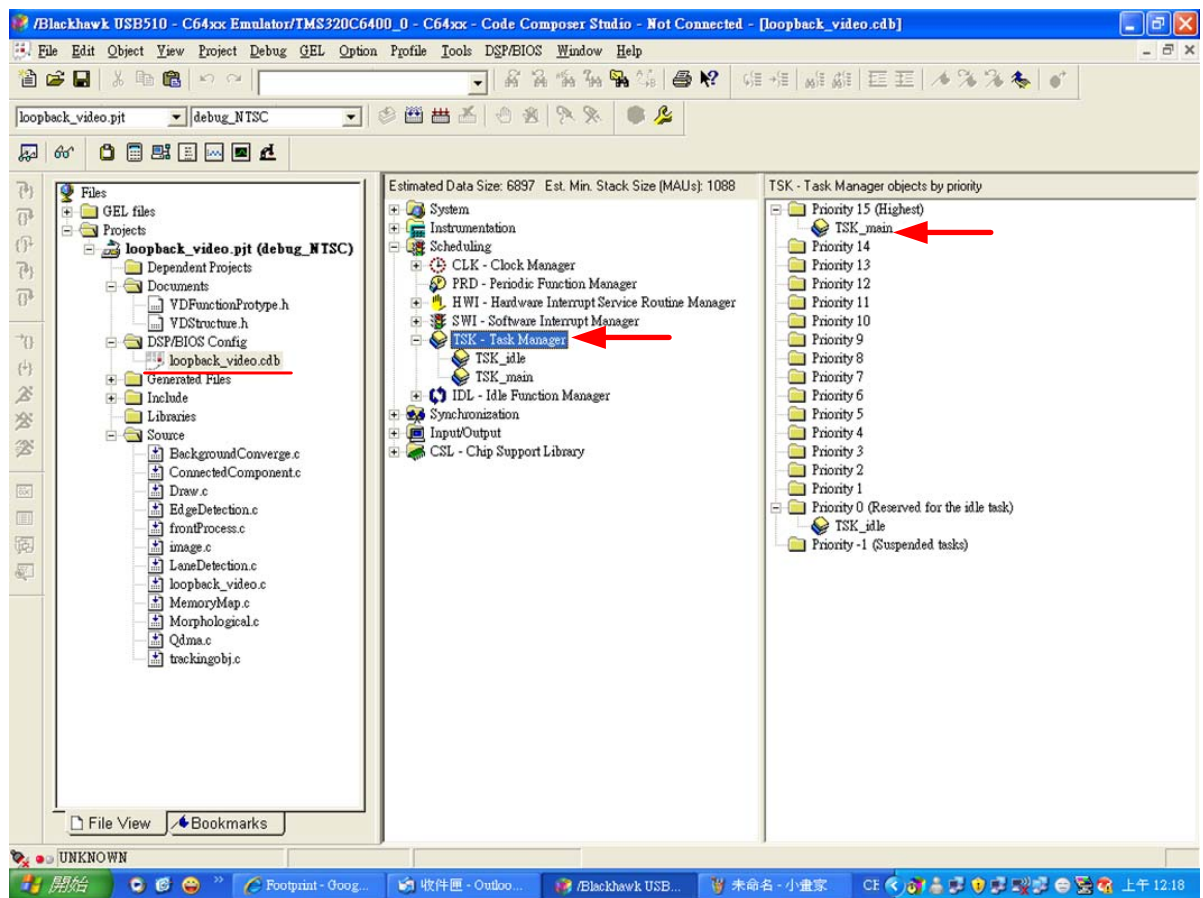 /Blackhawk USB510 - C64xx Emulator/TMS320C6400_0 - C64xx - Code Composer Studio - Not Connected - [loopback_video.cdb]
File Edit Object View Project Debug GEL Option Profile Tools DSP/BIOS Window Help
loopback_video.pjt debug_NTSC
Files
GEL files
Projects
loopback_video.pjt (debug_NTSC)
Dependent Projects
Documents
VDFunctionProtype.h
VDStructure.h
DSP/BIOS Config
loopback_video.cdb
Generated Files
Include
Libraries
Source
BackgroundConverge.c
ConnectedComponent.c
Draw.c
EdgeDetection.c
frontProcess.c
image.c
LaneDetection.c
loopback_video.c
MemoryMap.c
Morphological.c
Qdma.c
trackingobj.c
File View Bookmarks
Estimated Data Size: 6897 Est. Min. Stack Size (MAUs): 1088
System
Instrumentation
Scheduling
CLK - Clock Manager
PRD - Periodic Function Manager
HWI - Hardware Interrupt Service Routine Manager
SWI - Software Interrupt Manager
TSK - Task Manager
TSK_idle
TSK_main
IDL - Idle Function Manager
Synchronization
Input/Output
CSL - Chip Support Library
TSK - Task Manager objects by priority
Priority 15 (Highest)
TSK_main
Priority 14
Priority 13
Priority 12
Priority 11
Priority 10
Priority 9
Priority 8
Priority 7
Priority 6
Priority 5
Priority 4
Priority 3
Priority 2
Priority 1
Priority 0 (Reserved for the idle task)
TSK_idle
Priority -1 (Suspended tasks)
UNKNOWN
開始 Footprint - Goog... 收件匣 - Outloo... /Blackhawk USB... 未命名 - 小畫家 CE 上午 12:18